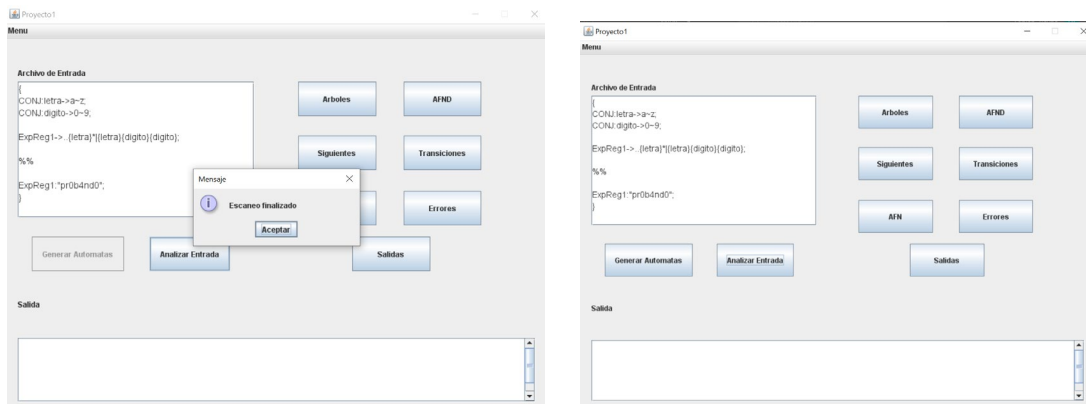 Proyecto1
Menu
Archivo de Entrada
{
CONJ:letra->a~z;
CONJ:digito->0~9;
ExpReg1->..{letra}*|{letra}{digito}{digito};
%%
ExpReg1:"pr0b4nd0";
}
Arboles
AFND
Siguientes
Transiciones
Errores
Mensaje
Escaneo finalizado
Aceptar
Generar Automatas
Analizar Entrada
Salidas
Salida
Proyecto1
Menu
Archivo de Entrada
{
CONJ:letra->a~z;
CONJ:digito->0~9;
ExpReg1->..{letra}*|{letra}{digito}{digito};
%%
ExpReg1:"pr0b4nd0";
}
Arboles
AFND
Siguientes
Transiciones
AFN
Errores
Generar Automatas
Analizar Entrada
Salidas
Salida